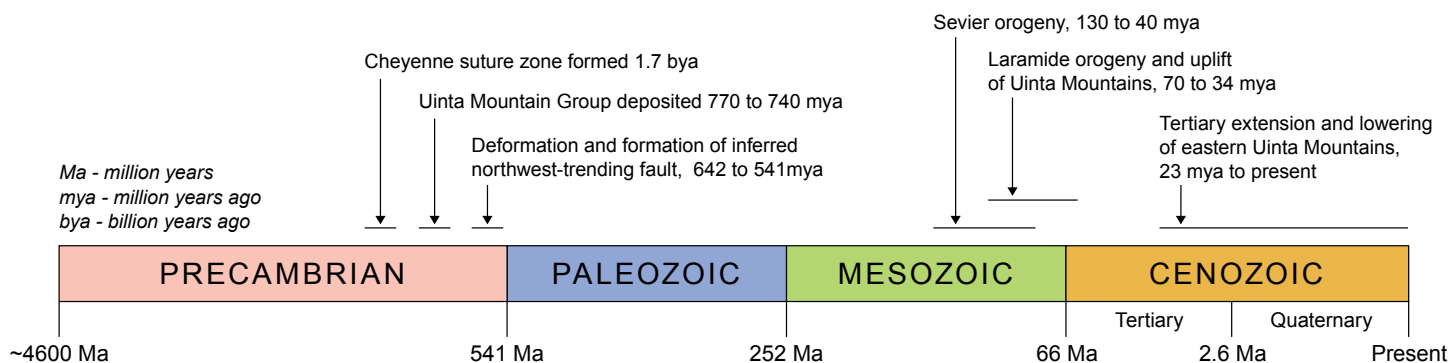 Sevier orogeny, 130 to 40 mya
Cheyenne suture zone formed 1.7 bya
Laramide orogeny and uplift
of Uinta Mountains, 70 to 34 mya
Uinta Mountain Group deposited 770 to 740 mya
Tertiary extension and lowering
of eastern Uinta Mountains,
23 mya to present
Deformation and formation of inferred
northwest-trending fault, 642 to 541mya
Ma - million years
mya - million years ago
bya - billion years ago
PRECAMBRIAN PALEOZOIC MESOZOIC CENOZOIC
Tertiary Quaternary
~4600 Ma 541 Ma 252 Ma 66 Ma 2.6 Ma Present